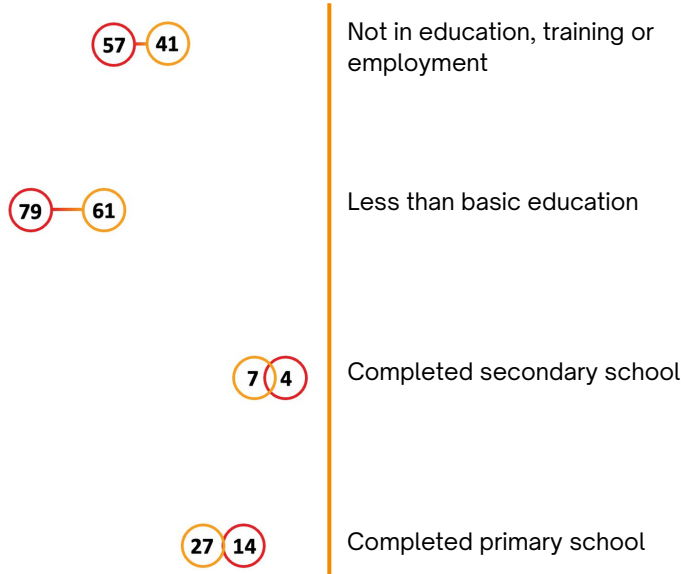 57 41 Not in education, training or
employment
79 61 Less than basic education
7 4 Completed secondary school
27 14 Completed primary school